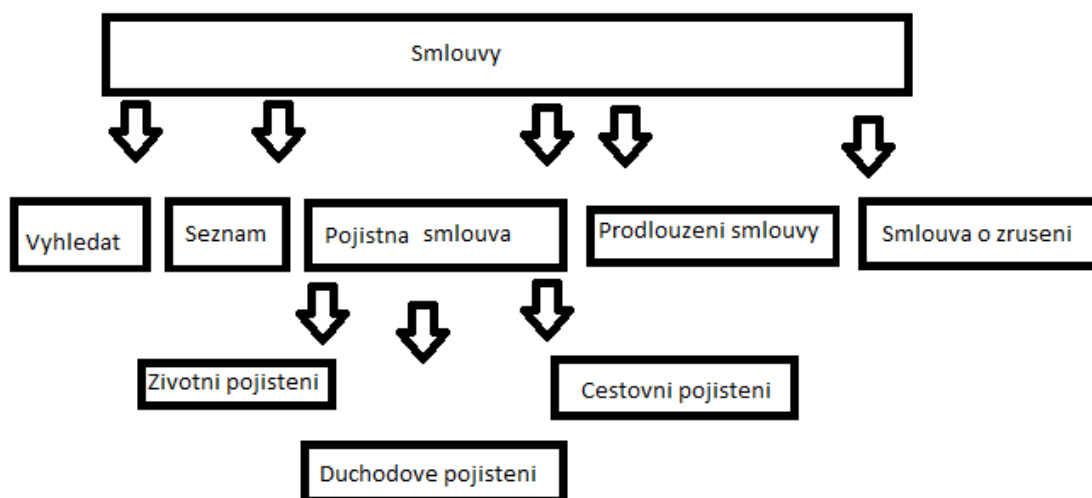 Smlouvy
Vyhledat
Seznam
Pojistna smlouva
Prodlouzeni smlouvy
Smlouva o zruseni
Zivotni pojisteni
Cestovni pojisteni
Duchodove pojisteni